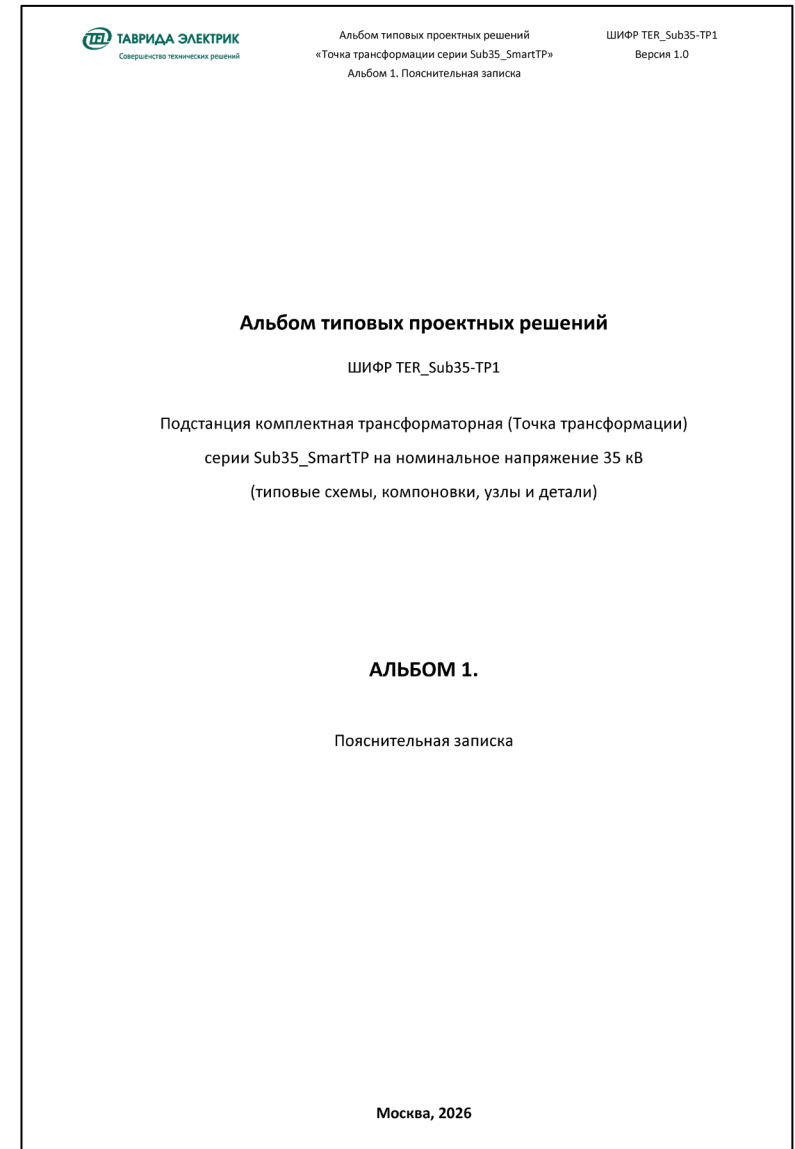 TEL ТАВРИДА ЭЛЕКТРИК
Совершенство технических решений
Альбом типовых проектных решений
«Точка трансформации серии Sub35_SmartTP»
Альбом 1. Пояснительная записка
ШИФР TER_Sub35-TP1
Версия 1.0
Альбом типовых проектных решений
ШИФР TER_Sub35-TP1
Подстанция комплектная трансформаторная (Точка трансформации)
серии Sub35_SmartTP на номинальное напряжение 35 кВ
(типовые схемы, компоновки, узлы и детали)
АЛЬБОМ 1.
Пояснительная записка
Москва, 2026